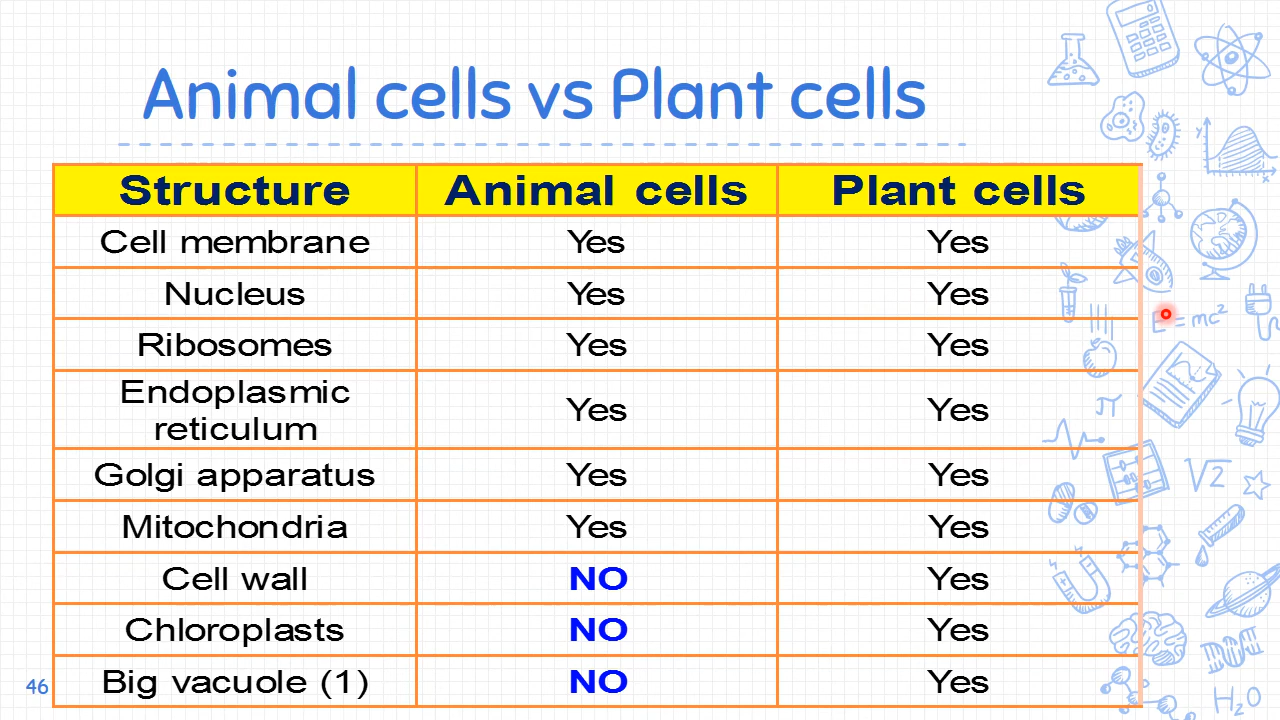 Animal cells vs Plant cells
Structure Animal cells Plant cells
Cell membrane Yes Yes
Nucleus Yes Yes
Ribosomes Yes Yes
Endoplasmic
reticulum Yes Yes
Golgi apparatus Yes Yes
Mitochondria Yes Yes
Cell wall NO Yes
Chloroplasts NO Yes
Big vacuole (1) NO Yes
46
y
x
= mc²
π
√2
H₂O